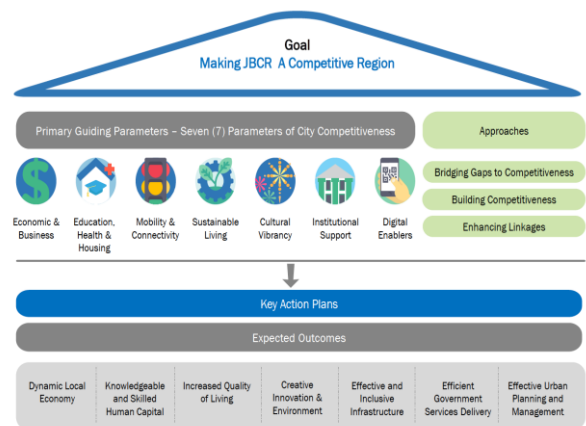 Goal
Making JBCR A Competitive Region
Primary Guiding Parameters – Seven (7) Parameters of City Competitiveness
Approaches
Economic &
Business
Education,
Health &
Housing
Mobility &
Connectivity
Sustainable
Living
Cultural
Vibrancy
Institutional
Support
Digital
Enablers
Bridging Gaps to Competitiveness
Building Competitiveness
Enhancing Linkages
Key Action Plans
Expected Outcomes
Dynamic Local
Economy
Knowledgeable
and Skilled
Human Capital
Increased Quality
of Living
Creative
Innovation &
Environment
Effective and
Inclusive
Infrastructure
Efficient
Government
Services Delivery
Effective Urban
Planning and
Management